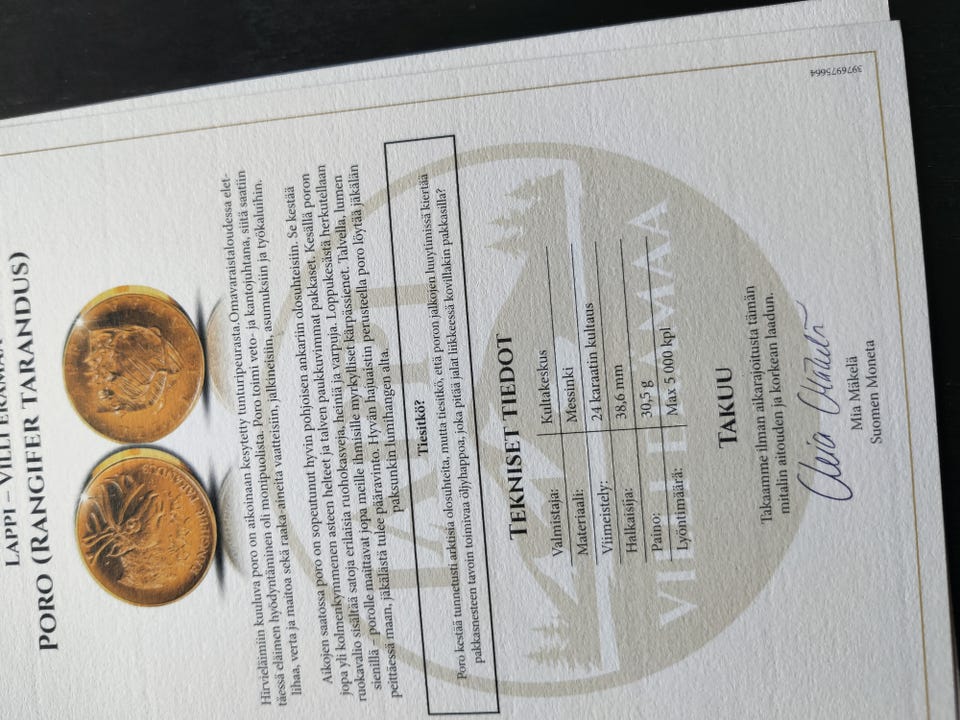 LAPPI – VILLI ERÄMAA
PORO (RANGIFER TARANDUS)
Hirvieläimiin kuuluva poro on aikoinaan kesytetty tunturipeurasta. Omavaraistaloudessa elet-
täessä eläimen hyödyntäminen oli monipuolista. Poro toimi veto- ja kantojuhtana, siitä saatiin
lihaa, verta ja maitoa sekä raaka-aineita vaatteisiin, jalkineisiin, asumuksiin ja työkaluihin.
Aikojen saatossa poro on sopeutunut hyvin pohjoisen ankariin olosuhteisiin. Se kestää
jopa yli kolmenkymmenen asteen helteet ja talven paukkuvimmat pakkaset. Kesällä poron
ruokavalio sisältää satoja erilaisia ruohokasveja, heiniä ja varpuja. Loppukesästä herkutellaan
sienillä – porolle maittavat jopa meille ihmisille myrkylliset kärpässienet. Talvella, lumen
peittäessä maan, jäkälästä tulee pääravinto. Hyvän hajuaistin perusteella poro löytää jäkälän
paksunkin lumihangen alta.
Tiesitkö?
Poro kestää tunnetusti arktisia olosuhteita, mutta tiesitkö, että poron jalkojen luuytimissä kiertää
pakkasnesteen tavoin toimivaa öljyhappoa, joka pitää jalat liikkeessä kovillakin pakkasilla?
TEKNISET TIEDOT
Valmistaja: Kultakeskus
Materiaali: Messinki
Viimeistely: 24 karaatin kultaus
Halkaisija: 38,6 mm
Paino: 30,5 g
Lyöntimäärä: Max 5 000 kpl
TAKUU
Takaamme ilman aikarajoitusta tämän
mitalin aitouden ja korkean laadun.
Mia Mäkelä
Suomen Moneta
3976975664
LAPPI
VILLI ERÄMAA